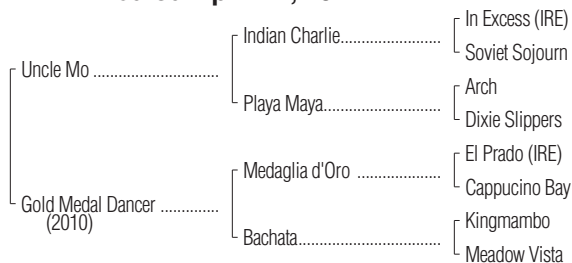 In Excess (IRE)
Indian Charlie
Soviet Sojourn
Uncle Mo
Arch
Playa Maya
Dixie Slippers
El Prado (IRE)
Medaglia d'Oro
Cappucino Bay
Gold Medal Dancer
(2010)
Kingmambo
Bachata
Meadow Vista